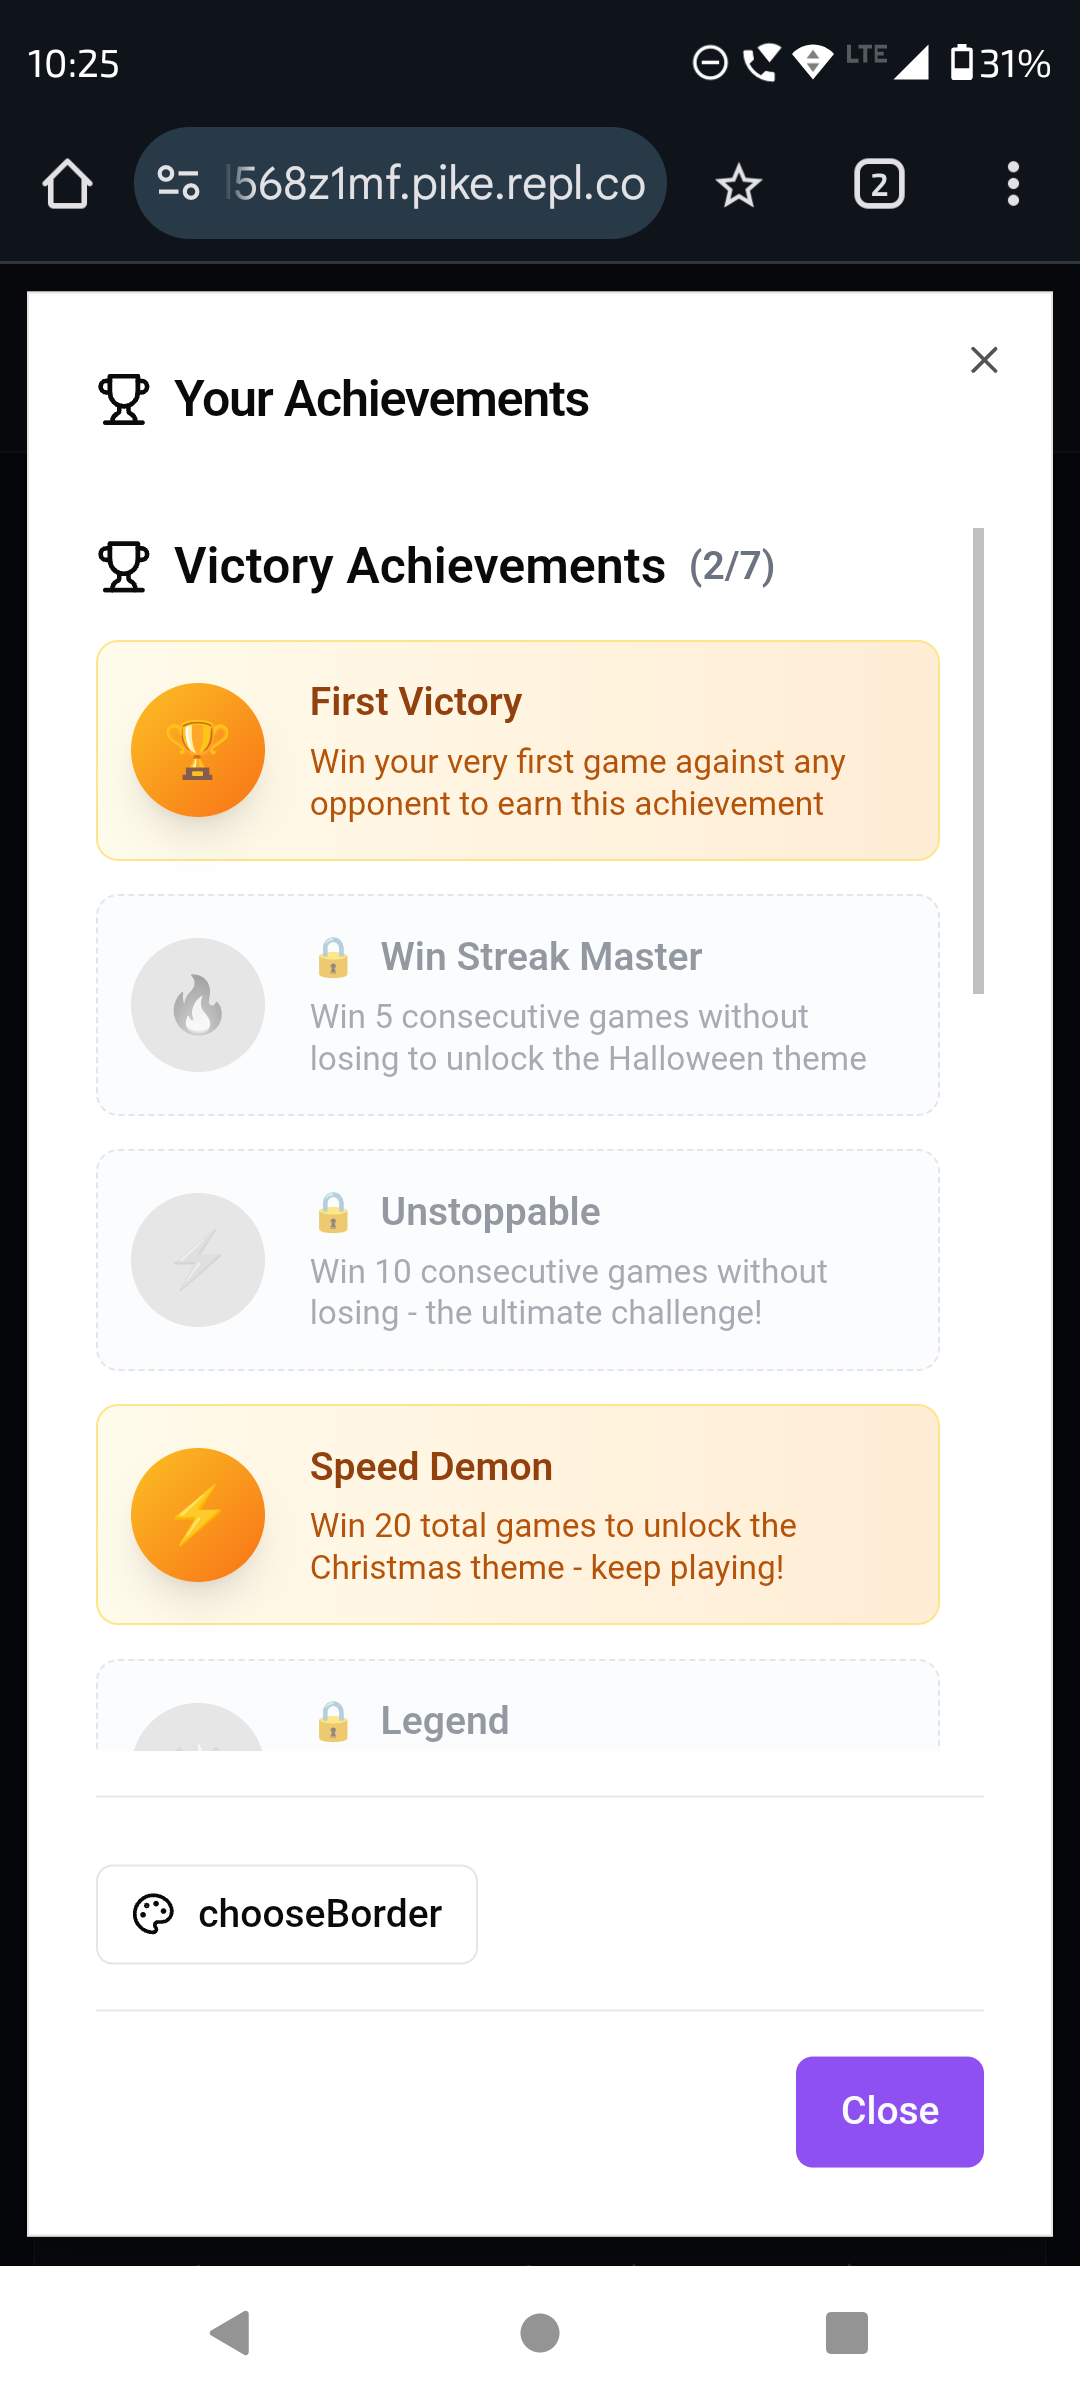 10:25
LTE
31%
568z1mf.pike.repl.co
2
Your Achievements
Victory Achievements (2/7)
First Victory
Win your very first game against any
opponent to earn this achievement
Win Streak Master
Win 5 consecutive games without
losing to unlock the Halloween theme
Unstoppable
Win 10 consecutive games without
losing - the ultimate challenge!
Speed Demon
Win 20 total games to unlock the
Christmas theme - keep playing!
Legend
chooseBorder
Close